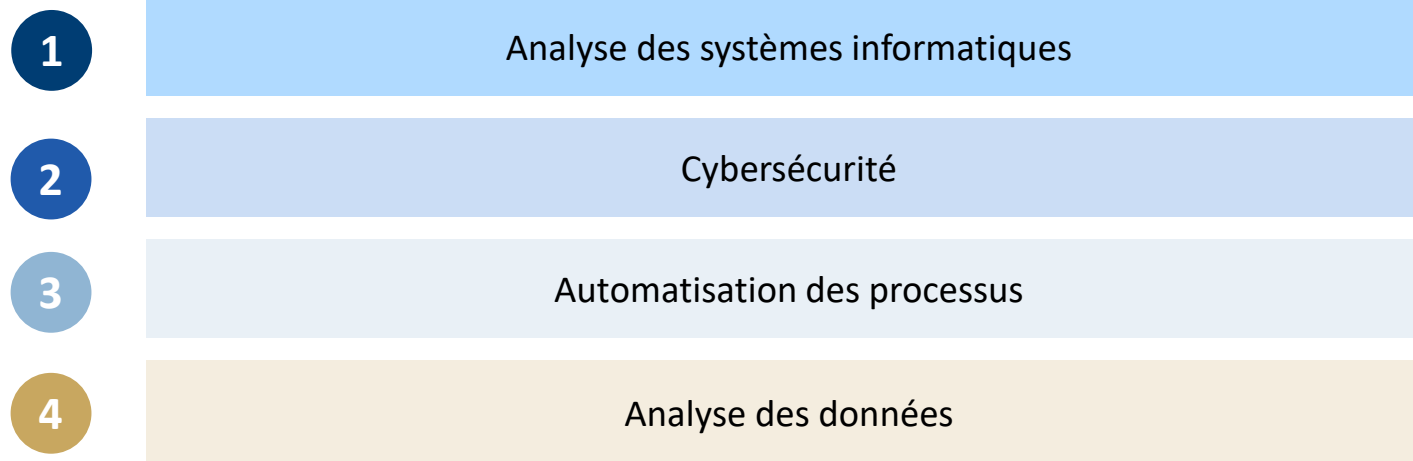 1 Analyse des systèmes informatiques
2 Cybersécurité
3 Automatisation des processus
4 Analyse des données